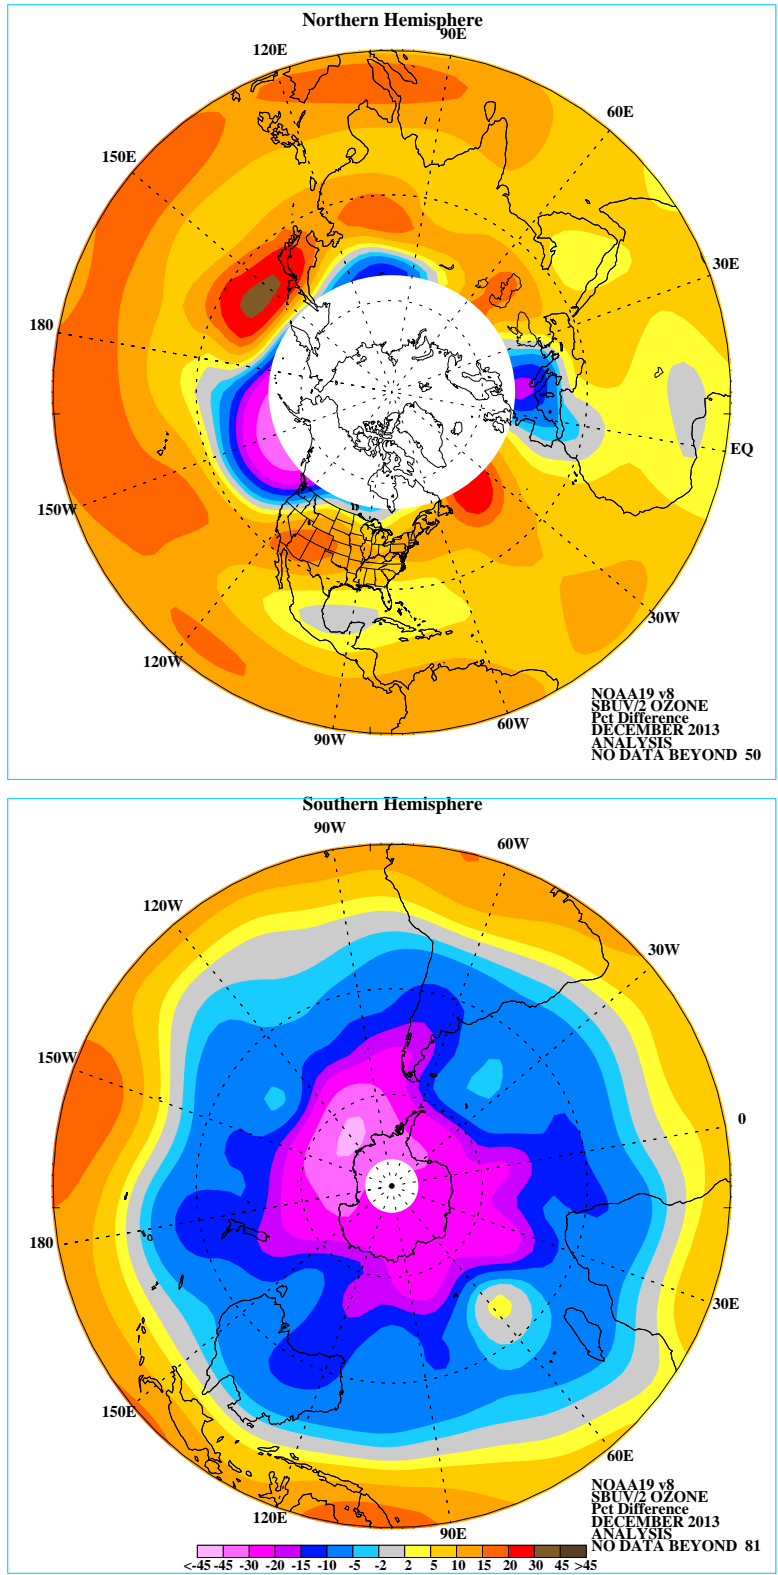 Northern Hemisphere
90E
120E
60E
150E
30E
180
EQ
150W
30W
120W
60W
90W
NOAA19 v8
SBUV/2 OZONE
Pct Difference
DECEMBER 2013
ANALYSIS
NO DATA BEYOND 50
Southern Hemisphere
90W
60W
120W
30W
150W
0
180
30E
150E
60E
120E
90E
NOAA19 v8
SBUV/2 OZONE
Pct Difference
DECEMBER 2013
ANALYSIS
NO DATA BEYOND 81
<-45 -45 -30 -20 -15 -10 -5 -2 2 5 10 15 20 30 45 >45